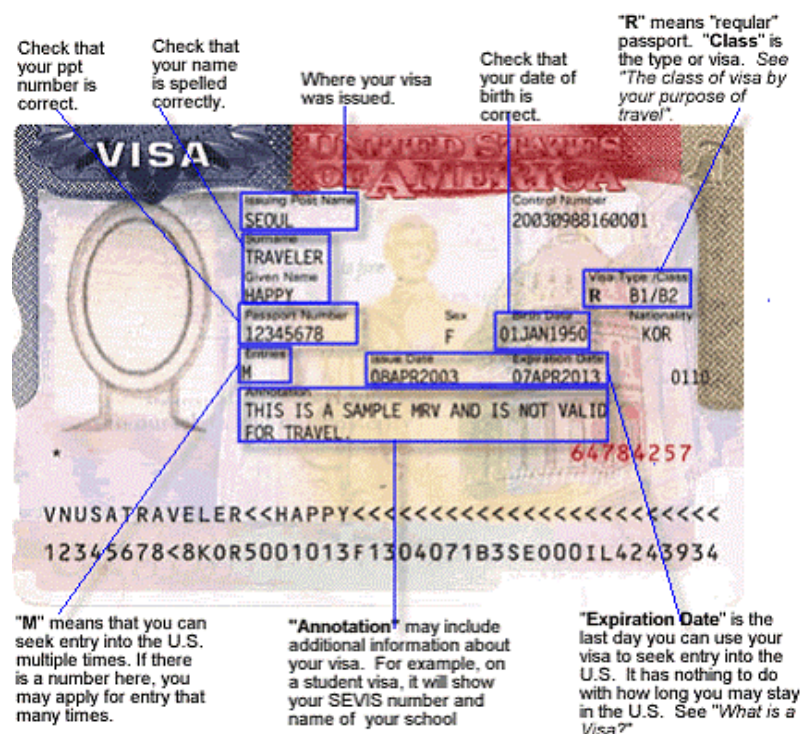 Check that
your ppt
number is
correct.
Check that
your name
is spelled
correctly.
Where your visa
was issued.
Check that
your date of
birth is
correct.
"R" means "reqular"
passport. "Class" is
the type or visa. See
"The class of visa by
your purpose of
travel".
VISA
UNITED STATES
OF AMERICA
Issuing Post Name
SEOUL
Control Number
20030988160001
Surname
TRAVELER
Given Name
HAPPY
Visa Type /Class
R B1/B2
Passport Number
12345678
Sex
F
Birth Date
01JAN1950
Nationality
KOR
Entries
M
Issue Date
08APR2003
Expiration Date
07APR2013
0110
Annotation
THIS IS A SAMPLE MRV AND IS NOT VALID
FOR TRAVEL.
*
64784257
VNUSATRAVELER<<HAPPY<<<<<<<<<<<<<<<<<<<<<<<<
12345678<8KOR5001013F1304071B3SEO00IL4243934
"M" means that you can
seek entry into the U.S.
multiple times. If there
is a number here, you
may apply for entry that
many times.
"Annotation" may include
additional information about
your visa. For example, on
a student visa, it will show
your SEVIS number and
name of your school
"Expiration Date" is the
last day you can use your
visa to seek entry into the
U.S. It has nothing to do
with how long you may stay
in the U.S. See "What is a
Visa?"